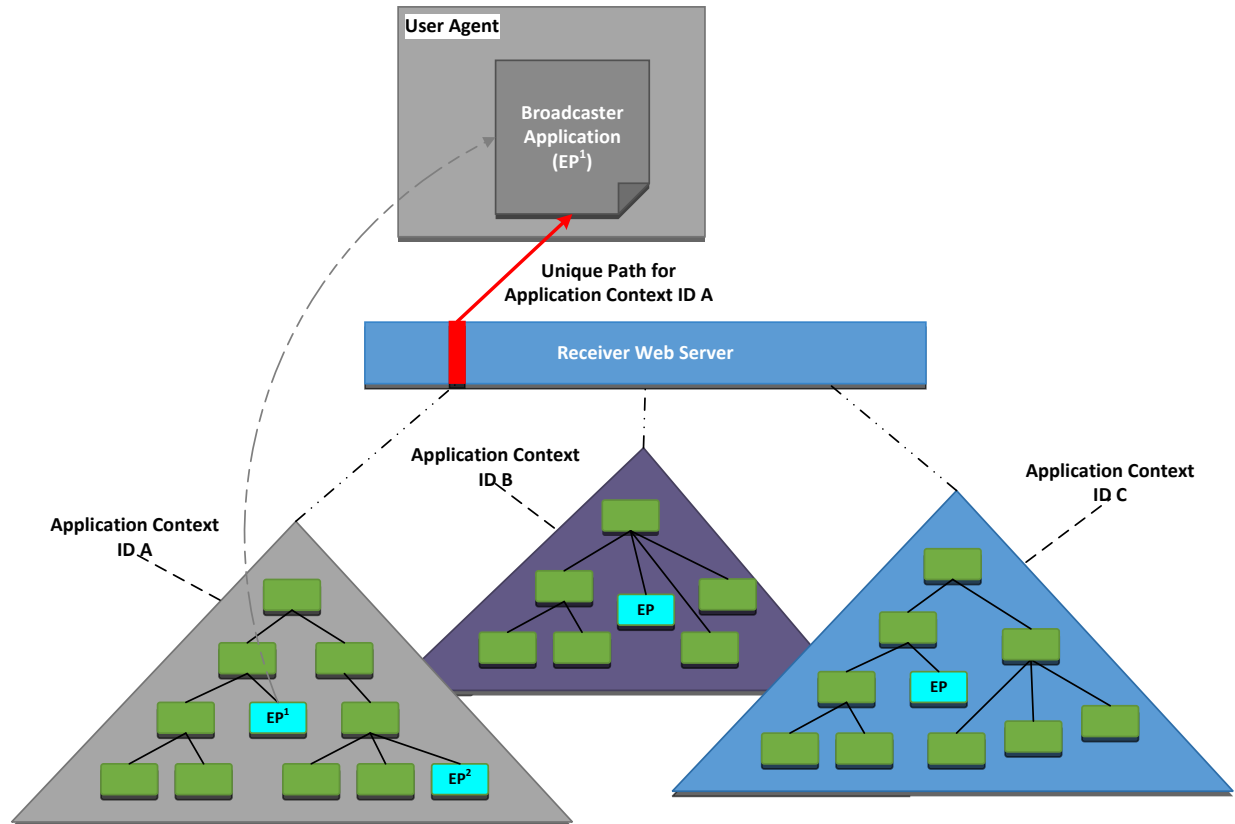 User Agent
Broadcaster
Application
(EP¹)
Unique Path for
Application Context ID A
Receiver Web Server
Application Context
ID B
Application Context
ID C
Application Context
ID A
EP
EP
EP¹
EP²